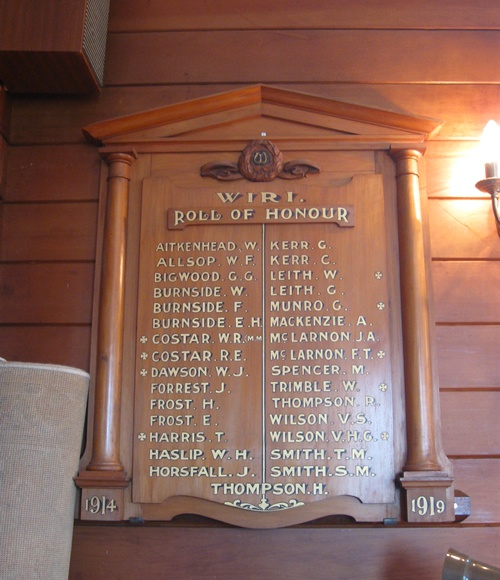 WIRI.
ROLL OF HONOUR
AITKENHEAD. W. KERR. G.
ALLSOP. W. F. KERR. C.
BIGWOOD. G. G. LEITH. W.
BURNSIDE. W. LEITH. G.
BURNSIDE. F. MUNRO. G.
BURNSIDE. E. H. MACKENZIE. A.
COSTAR. W. R. (M M McLARNON. J. A.
COSTAR. R. E. McLARNON. F. T.
DAWSON. W. J. SPENCER. M.
FORREST. J. TRIMBLE. W.
FROST. H. THOMPSON. R.
FROST. E. WILSON. V. S.
HARRIS. T. WILSON. V. H. G.
HASLIP. W. H. SMITH. T. M.
HORSFALL. J. SMITH. S. M.
THOMPSON. H.
1914 1919